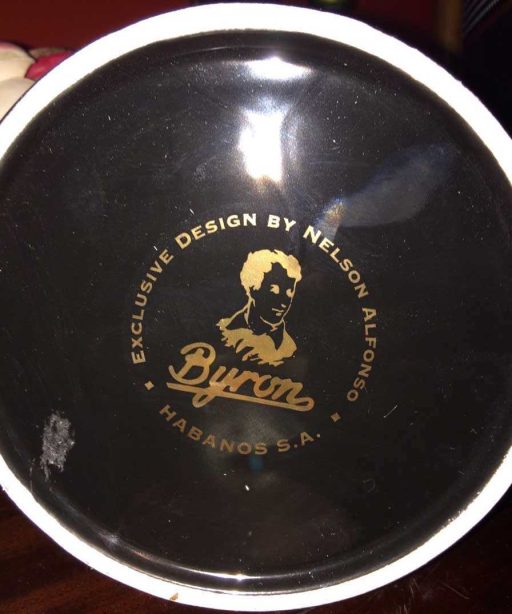 EXCLUSIVE DESIGN BY NELSON ALFONSO
Byron
HABANOS S.A.